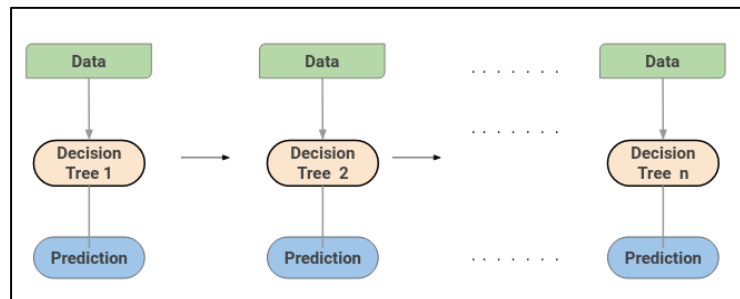 Data
Data
. . . . . . .
Data
. . . . . . .
Decision
Tree 1
Decision
Tree 2
Decision
Tree n
Prediction
Prediction
. . . . . . .
Prediction